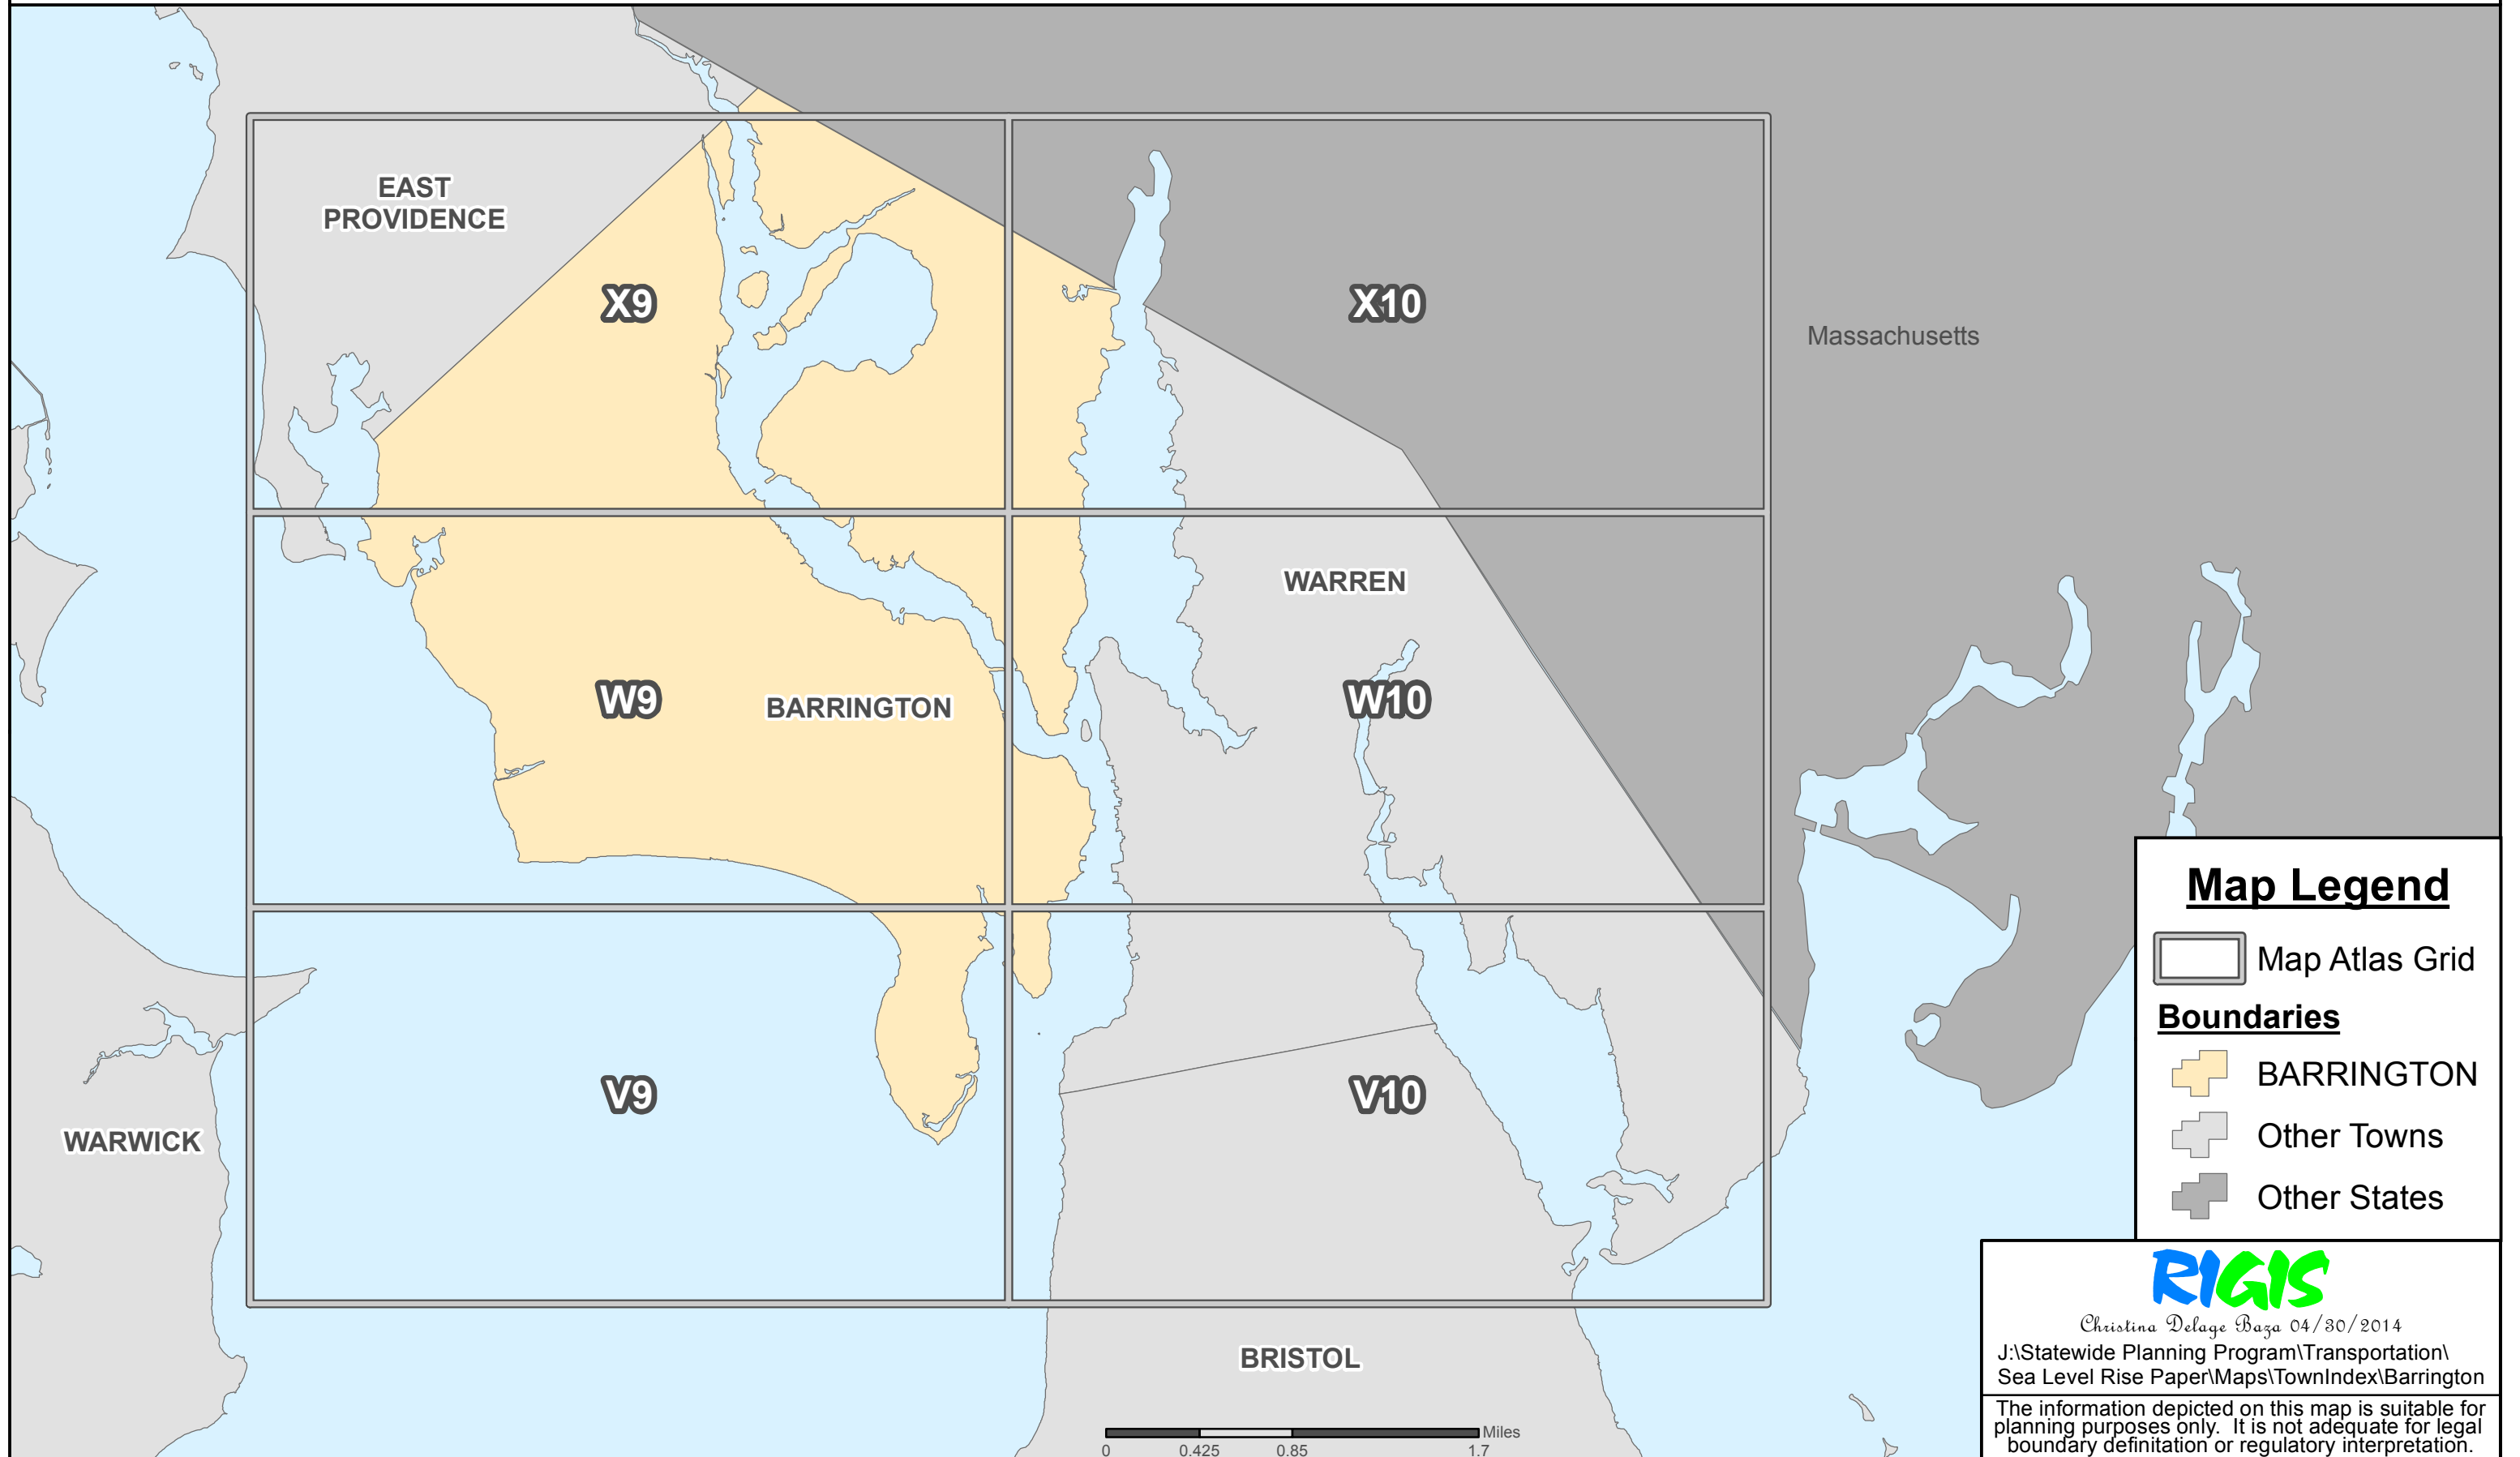 EAST
PROVIDENCE
X9
X10
Massachusetts
WARREN
W9
BARRINGTON
W10
Map Legend
Map Atlas Grid
Boundaries
BARRINGTON
Other Towns
Other States
V9
V10
WARWICK
BRISTOL
Miles
0 0.425 0.85 1.7
RIGIS
Christina Delage Baza 04/30/2014
J:\Statewide Planning Program\Transportation\
Sea Level Rise Paper\Maps\TownIndex\Barrington
The information depicted on this map is suitable for
planning purposes only. It is not adequate for legal
boundary definitation or regulatory interpretation.